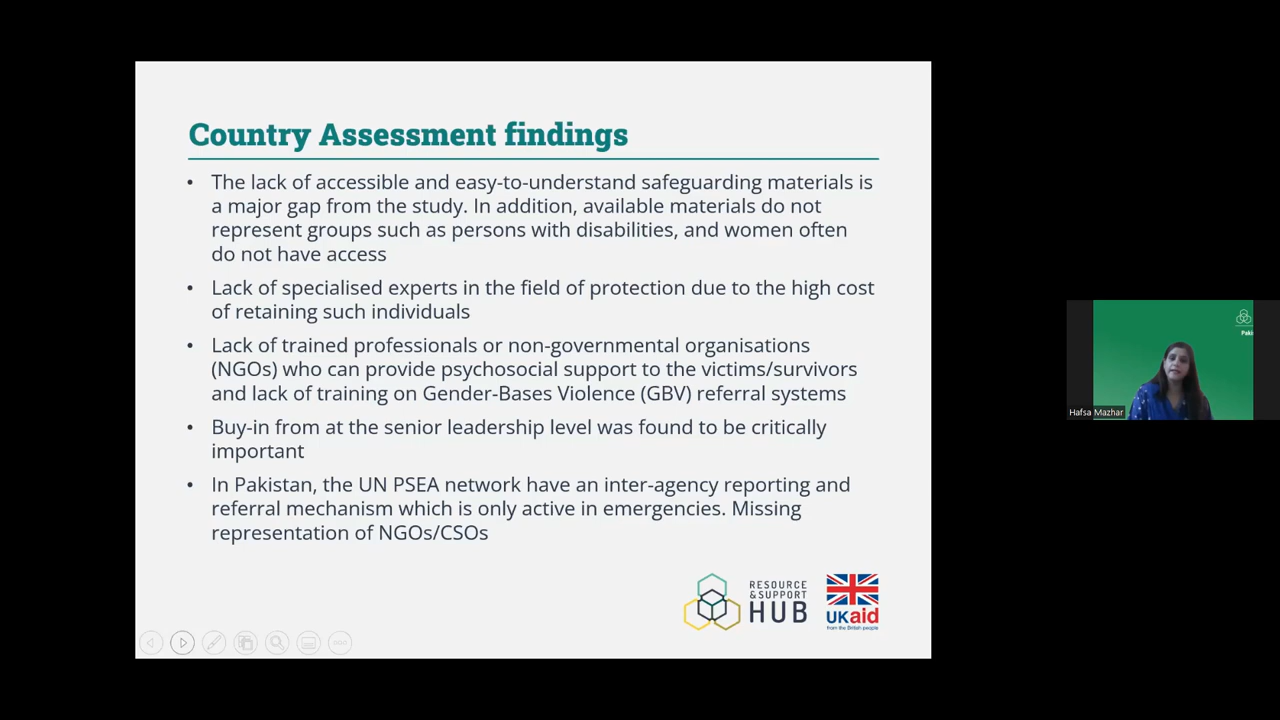 Country Assessment findings
• The lack of accessible and easy-to-understand safeguarding materials is
a major gap from the study. In addition, available materials do not
represent groups such as persons with disabilities, and women often
do not have access
• Lack of specialised experts in the field of protection due to the high cost
of retaining such individuals
• Lack of trained professionals or non-governmental organisations
(NGOs) who can provide psychosocial support to the victims/survivors
and lack of training on Gender-Bases Violence (GBV) referral systems
• Buy-in from at the senior leadership level was found to be critically
important
• In Pakistan, the UN PSEA network have an inter-agency reporting and
referral mechanism which is only active in emergencies. Missing
representation of NGOs/CSOs
RESOURCE
&SUPPORT
HUB
UKaid
from the British people
Paki
Hafsa Mazhar